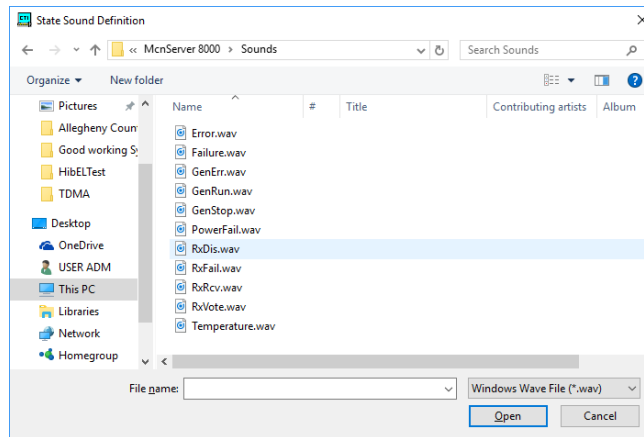 State Sound Definition
« McnServer 8000 > Sounds
Search Sounds
Organize
New folder
Pictures
Allegheny Coun
Good working Sy
HibELTest
TDMA
Desktop
OneDrive
USER ADM
This PC
Libraries
Network
Homegroup
Name # Title Contributing artists Album
Error.wav
Failure.wav
GenErr.wav
GenRun.wav
GenStop.wav
PowerFail.wav
RxDis.wav
RxFail.wav
RxRcv.wav
RxVote.wav
Temperature.wav
File name:
Windows Wave File (*.wav)
Open Cancel